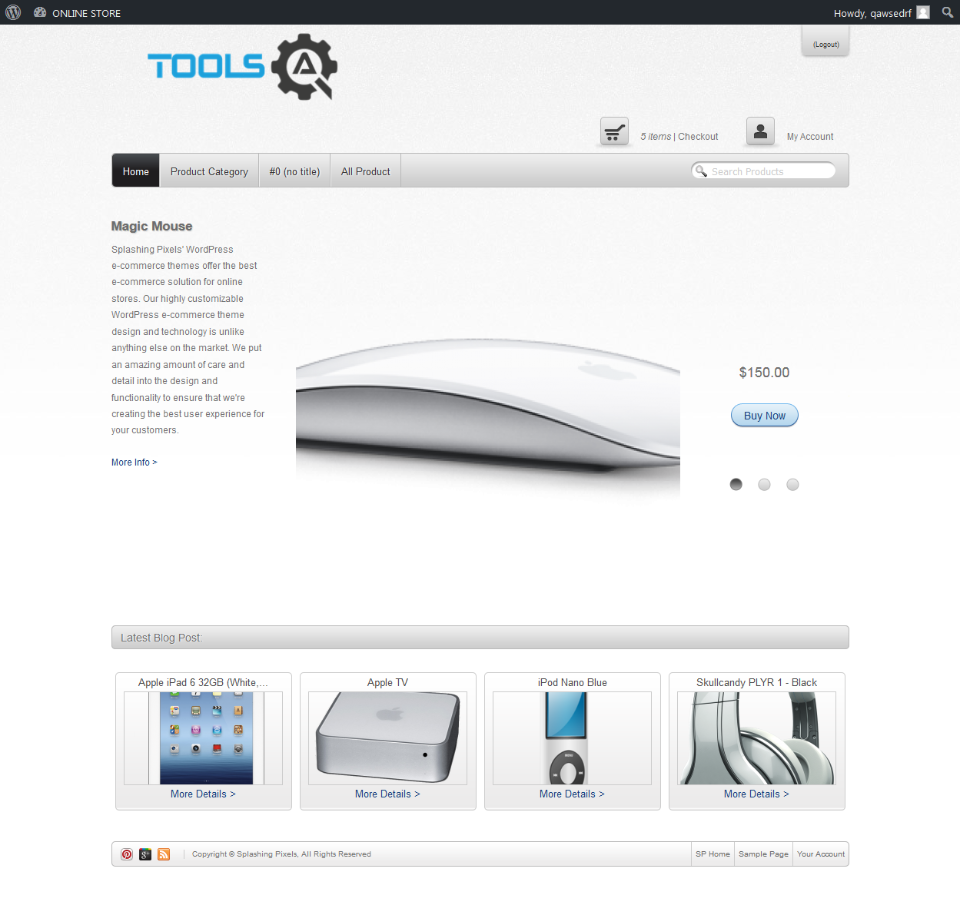 ONLINE STORE
Howdy, qawsedrf
(Logout)
TOOLS QA
5 items | Checkout
My Account
Home
Product Category
#0 (no title)
All Product
Search Products
Magic Mouse
Splashing Pixels' WordPress
e-commerce themes offer the best
e-commerce solution for online
stores. Our highly customizable
WordPress e-commerce theme
design and technology is unlike
anything else on the market. We put
an amazing amount of care and
detail into the design and
functionality to ensure that we're
creating the best user experience for
your customers.
More Info >
$150.00
Buy Now
Latest Blog Post:
Apple iPad 6 32GB (White,...
Apple TV
iPod Nano Blue
Skullcandy PLYR 1 - Black
More Details >
More Details >
More Details >
More Details >
Copyright © Splashing Pixels, All Rights Reserved
SP Home
Sample Page
Your Account